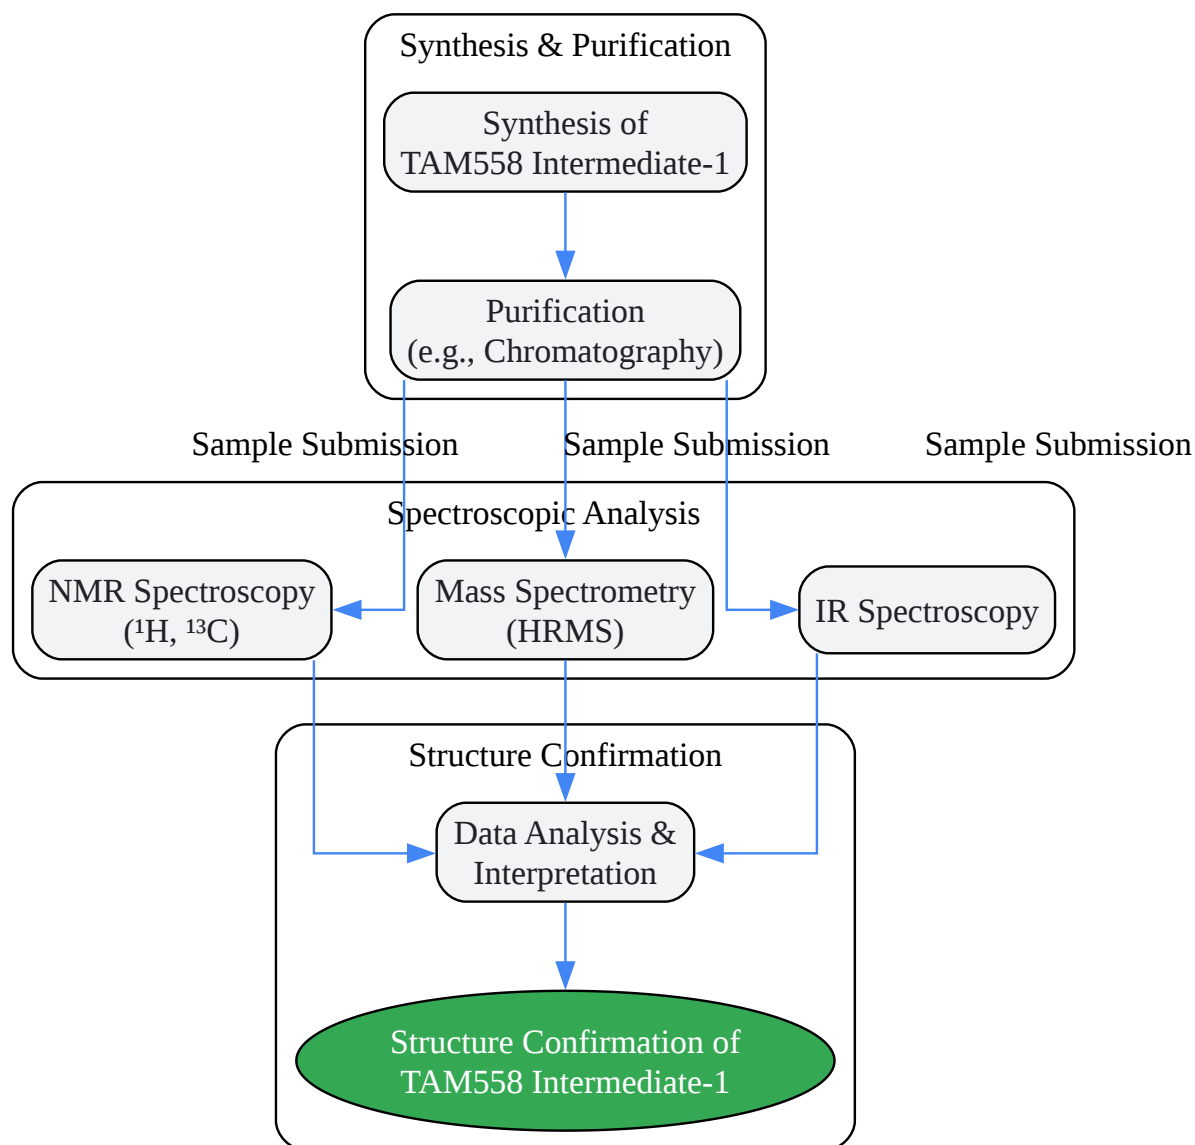 Synthesis & Purification
Synthesis of
TAM558 Intermediate-1
Purification
(e.g., Chromatography)
Sample Submission
Sample Submission
Sample Submission
Spectroscopic Analysis
NMR Spectroscopy
(¹H, ¹³C)
Mass Spectrometry
(HRMS)
IR Spectroscopy
Structure Confirmation
Data Analysis &
Interpretation
Structure Confirmation of
TAM558 Intermediate-1